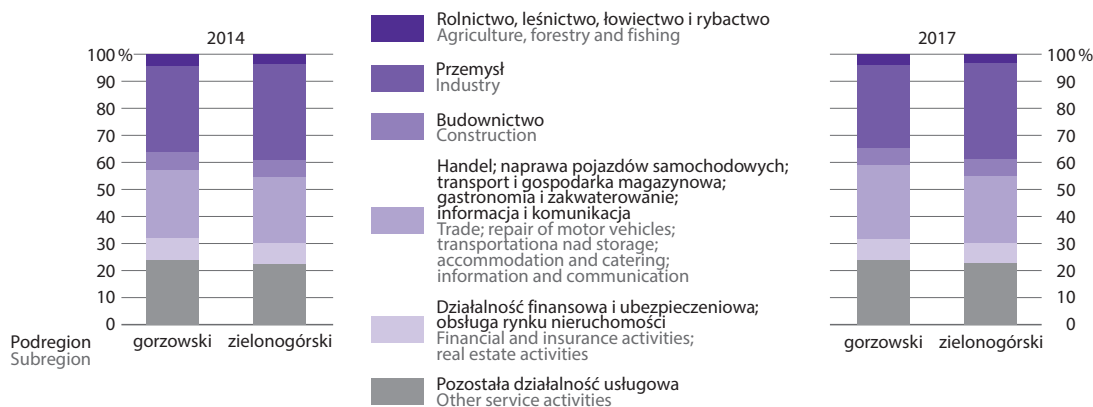 2014
100 %
90
80
70
60
50
40
30
20
10
0
Podregion
Subregion
gorzowski
zielonogórski
Rolnictwo, leśnictwo, łowiectwo i rybactwo
Agriculture, forestry and fishing
Przemysł
Industry
Budownictwo
Construction
Handel; naprawa pojazdów samochodowych;
transport i gospodarka magazynowa;
gastronomia i zakwaterowanie;
informacja i komunikacja
Trade; repair of motor vehicles;
transportationa nad storage;
accommodation and catering;
information and communication
Działalność finansowa i ubezpieczeniowa;
obsługa rynku nieruchomości
Financial and insurance activities;
real estate activities
Pozostała działalność usługowa
Other service activities
2017
100 %
90
80
70
60
50
40
30
20
10
0
gorzowski
zielonogórski